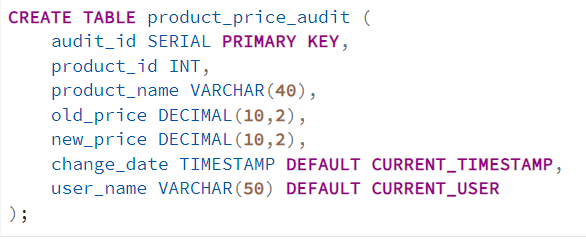 CREATE TABLE product_price_audit (
    audit_id SERIAL PRIMARY KEY,
    product_id INT,
    product_name VARCHAR(40),
    old_price DECIMAL(10,2),
    new_price DECIMAL(10,2),
    change_date TIMESTAMP DEFAULT CURRENT_TIMESTAMP,
    user_name VARCHAR(50) DEFAULT CURRENT_USER
);